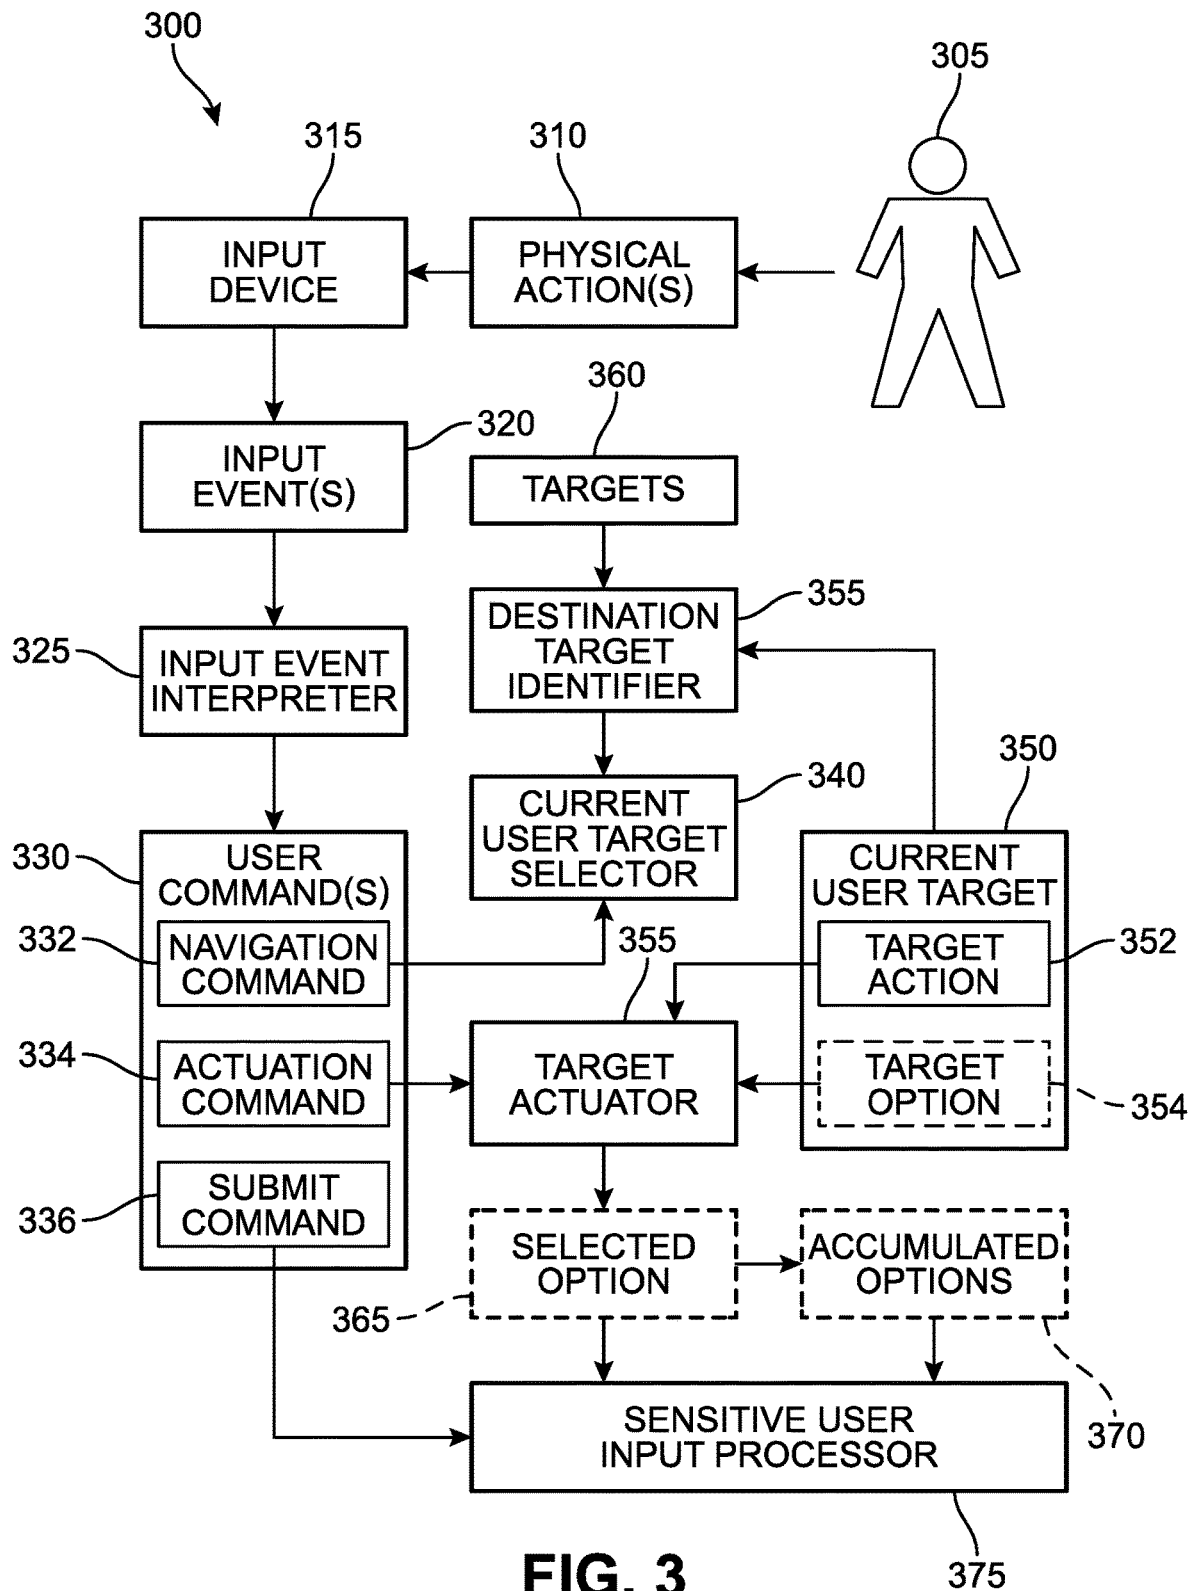 300
305
315
310
INPUT
DEVICE
PHYSICAL
ACTION(S)
360
320
INPUT
EVENT(S)
TARGETS
355
DESTINATION
TARGET
IDENTIFIER
325
INPUT EVENT
INTERPRETER
350
340
CURRENT
USER TARGET
SELECTOR
330
USER
COMMAND(S)
CURRENT
USER TARGET
332
NAVIGATION
COMMAND
355
TARGET
ACTION
352
334
ACTUATION
COMMAND
TARGET
ACTUATOR
TARGET
OPTION
354
336
SUBMIT
COMMAND
SELECTED
OPTION
ACCUMULATED
OPTIONS
365
370
SENSITIVE USER
INPUT PROCESSOR
375
FIG. 3